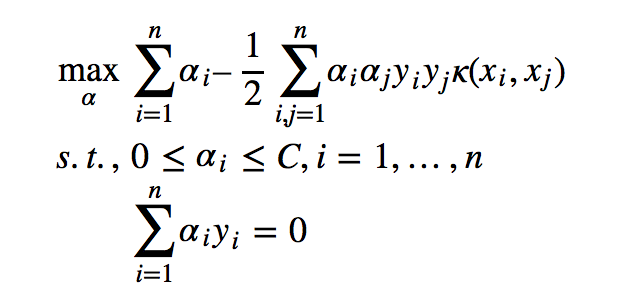 max_α ∑_{i=1}^{n} α_i − 1/2 ∑_{i,j=1}^{n} α_i α_j y_i y_j κ(x_i, x_j)
s.t., 0 ≤ α_i ≤ C, i = 1, … , n
∑_{i=1}^{n} α_i y_i = 0